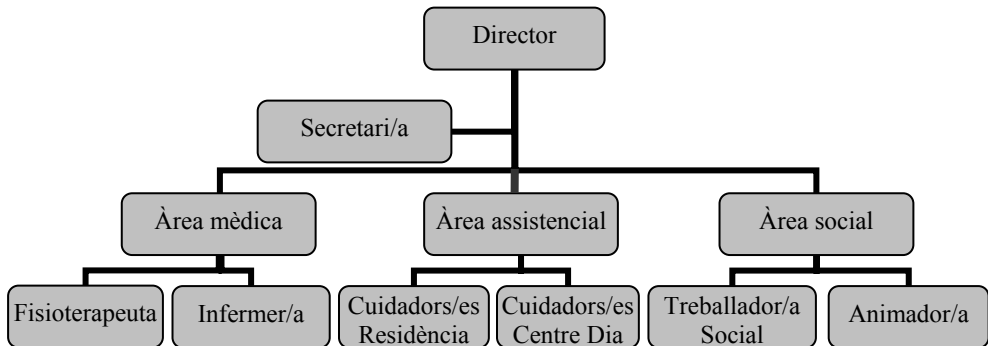 Director
Secretari/a
Àrea mèdica
Àrea assistencial
Àrea social
Fisioterapeuta
Infermer/a
Cuidadors/es
Residència
Cuidadors/es
Centre Dia
Treballador/a
Social
Animador/a